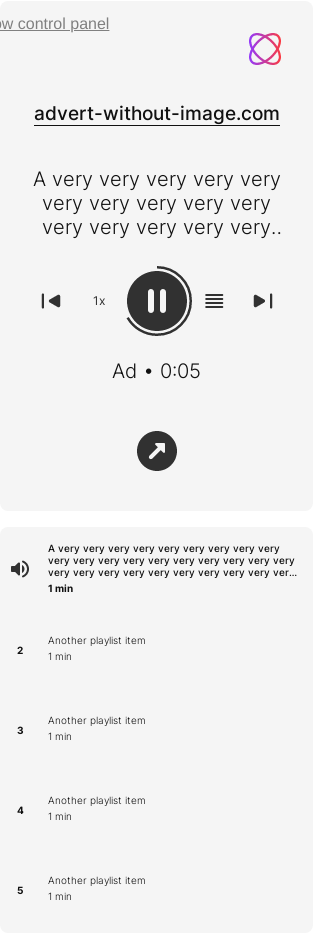 ow control panel
advert-without-image.com
A very very very very very
very very very very very
very very very very very..
1x
Ad • 0:05
A very very very very very very very very
very very very very very very very very very
very very very very very very very very ver...
1 min
2
Another playlist item
1 min
3
Another playlist item
1 min
4
Another playlist item
1 min
5
Another playlist item
1 min